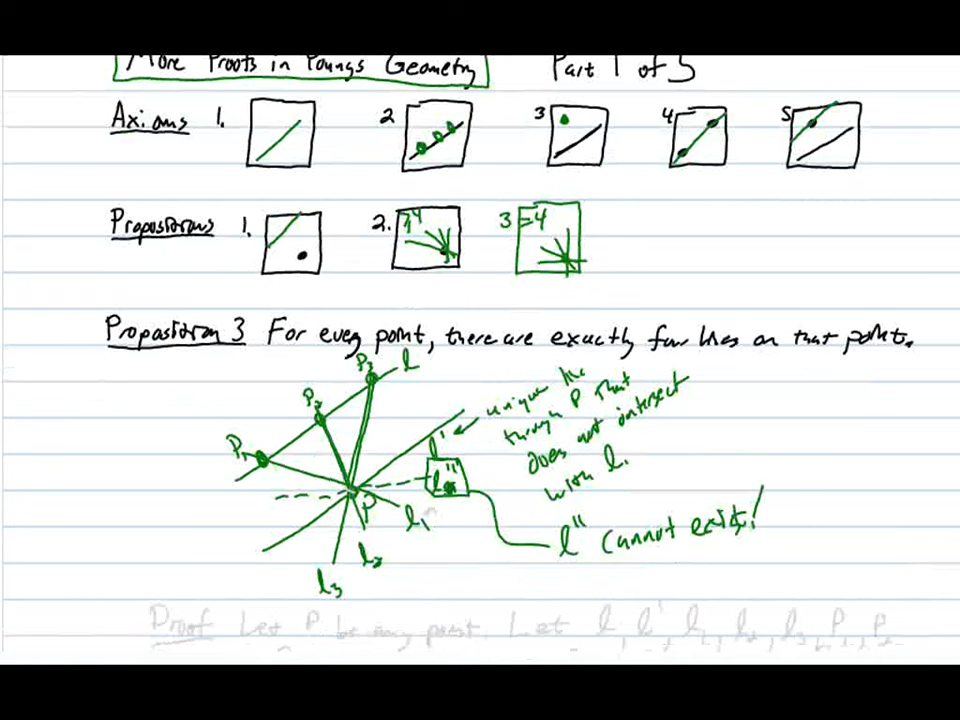 More Proofs in Youngs Geometry Part 1 of 5
Axioms 1. 2 3 4 5
Propositions 1. 2. ≥4 3 =4
Proposition 3 For every point, there are exactly four lines on that point.
P3 l
P2
P1
l'
unique line
through P that
does not intersect
with l.
l''
P
l1
l2
l3
l'' cannot exist!
Proof Let P be any point. Let l, l', l1, l2, l3, P1, P2